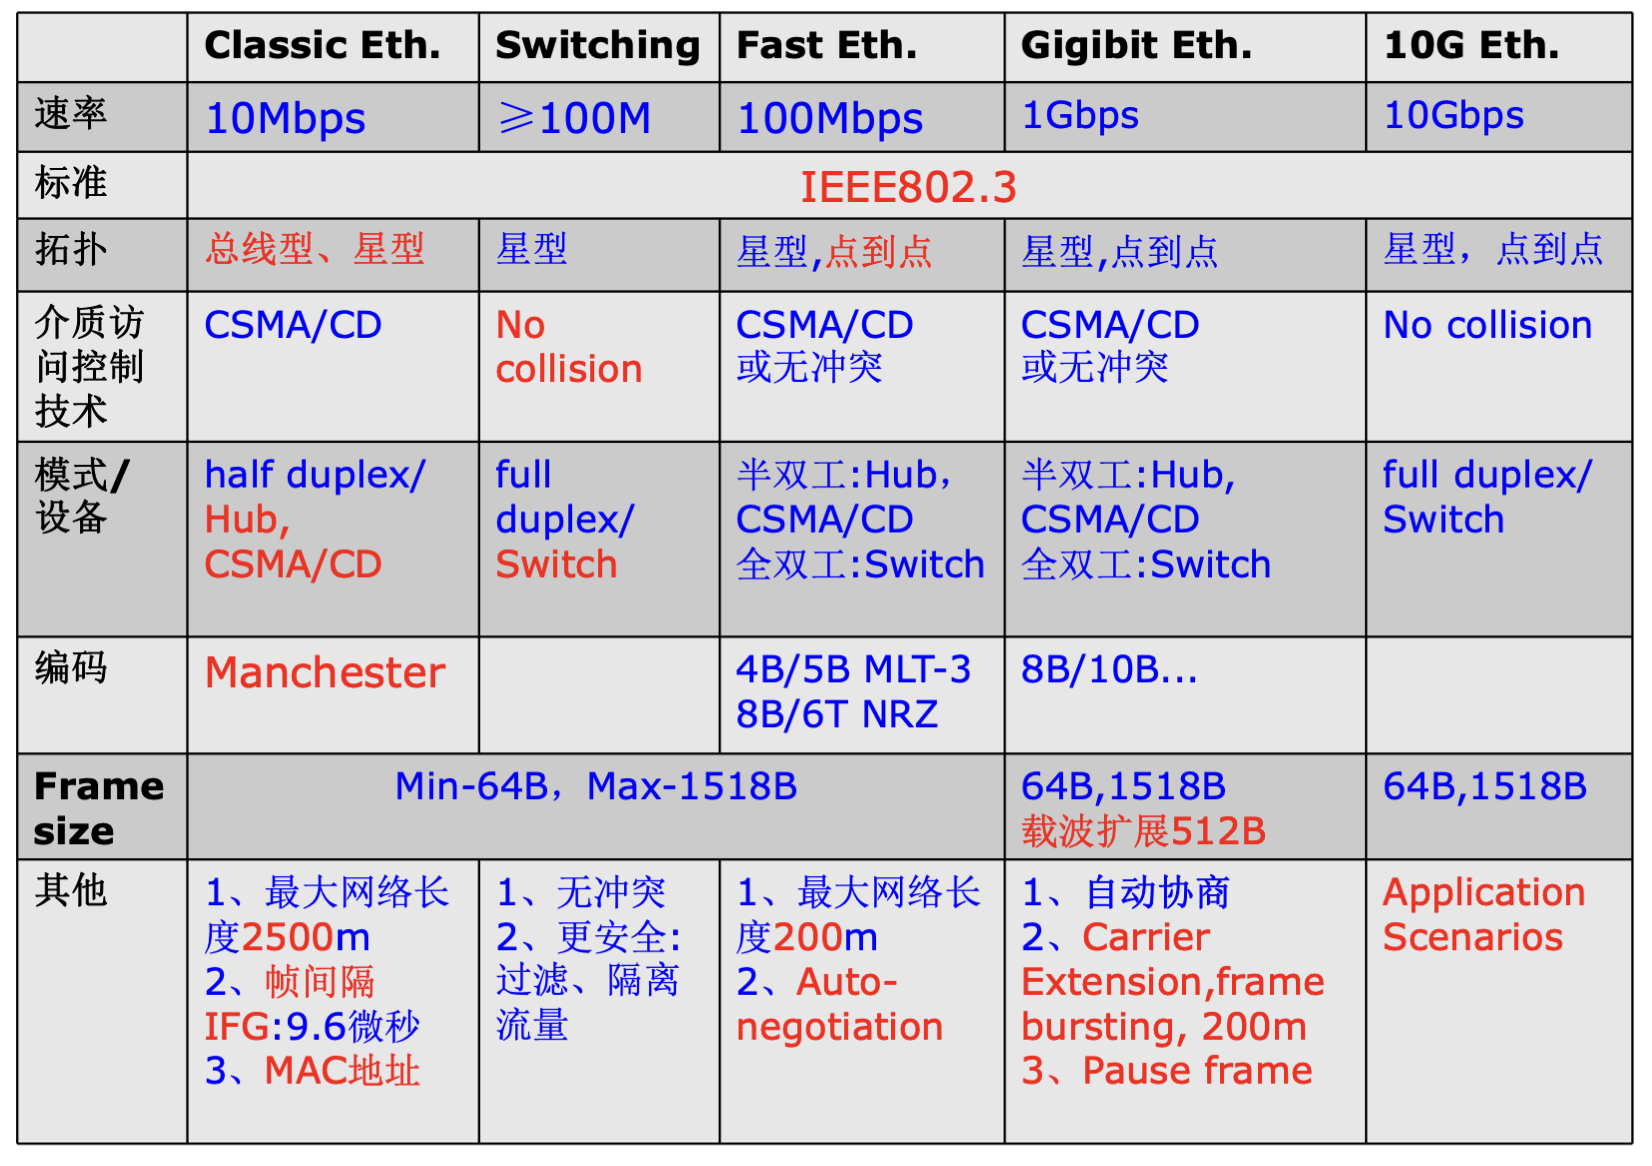 Classic Eth.
Switching
Fast Eth.
Gigibit Eth.
10G Eth.
速率
10Mbps
≥100M
100Mbps
1Gbps
10Gbps
标准
IEEE802.3
拓扑
总线型、星型
星型
星型,点到点
星型,点到点
星型，点到点
介质访
问控制
技术
CSMA/CD
No
collision
CSMA/CD
或无冲突
CSMA/CD
或无冲突
No collision
模式/
设备
half duplex/
Hub,
CSMA/CD
full
duplex/
Switch
半双工:Hub，
CSMA/CD
全双工:Switch
半双工:Hub,
CSMA/CD
全双工:Switch
full duplex/
Switch
编码
Manchester
4B/5B MLT-3
8B/6T NRZ
8B/10B...
Frame
size
Min-64B，Max-1518B
64B,1518B
载波扩展512B
64B,1518B
其他
1、最大网络长
度2500m
2、帧间隔
IFG:9.6微秒
3、MAC地址
1、无冲突
2、更安全:
过滤、隔离
流量
1、最大网络长
度200m
2、Auto-
negotiation
1、自动协商
2、Carrier
Extension,frame
bursting, 200m
3、Pause frame
Application
Scenarios